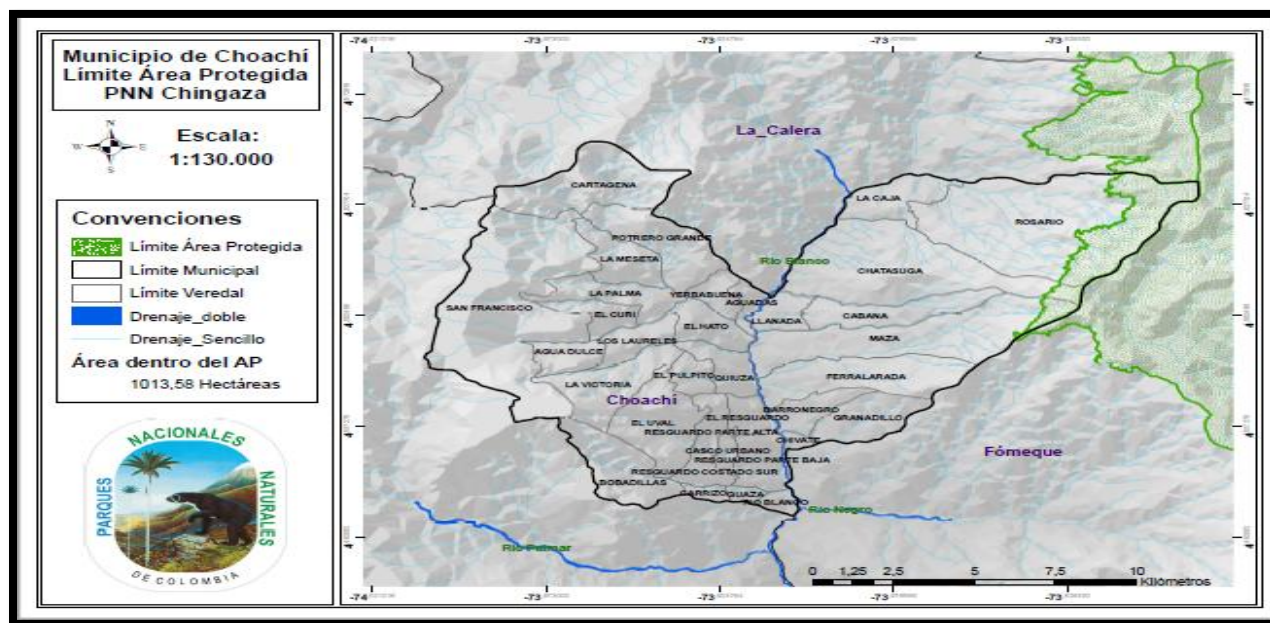 Municipio de Choachí
Límite Área Protegida
PNN Chingaza
N
W
E
S
Escala:
1:130.000
Convenciones
Límite Área Protegida
Límite Municipal
Límite Veredal
Drenaje_doble
Drenaje_Sencillo
Área dentro del AP
1013,58 Hectáreas
PARQUES
NACIONALES
NATURALES
DE COLOMBIA
-74
-73
-73
-73
-73
La_Calera
CARTAGENA
LA CAJA
ROSARIO
POTRERO GRANDE
LA MESETA
Río Blanco
CHATASUGA
LA PALMA
YERBABUENA
AGUADAS
SAN FRANCISCO
EL CURI
EL HATO
LLANADA
CABANA
LOS LAURELES
MAZA
AGUA DULCE
EL PULPITO
QUIUZA
FERRALARADA
LA VICTORIA
Choachí
BARRONEGRO
EL RESGUARDO
GRANADILLO
EL UVAL
RESGUARDO PARTE ALTA
CHIVATE
CASCO URBANO
RESGUARDO PARTE BAJA
Fómeque
RESGUARDO COSTADO SUR
BOBADILLAS
GARRIZO
GUAZA
RIO BLANCO
Río Negro
Río Palmar
0 1,25 2,5 5 7,5 10
Kilómetros
-74
-73
-73
-73
-73